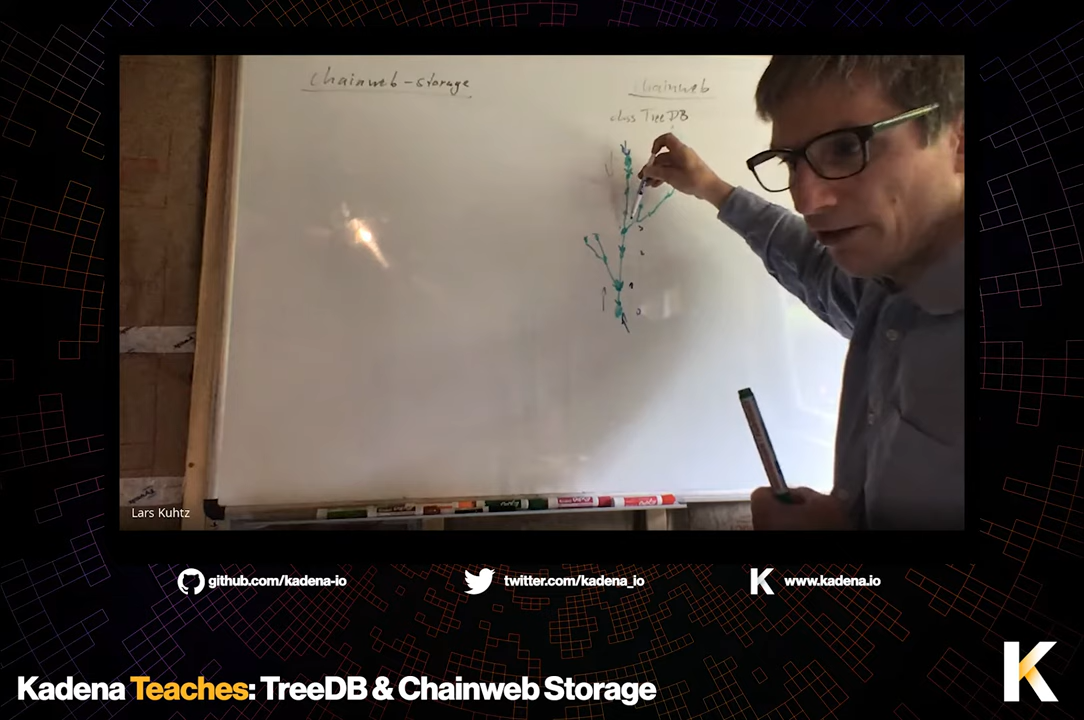 chainweb-storage
chainweb
class TreeDB
Lars Kuhtz
github.com/kadena-io
twitter.com/kadena_io
K www.kadena.io
Kadena Teaches: TreeDB & Chainweb Storage
K